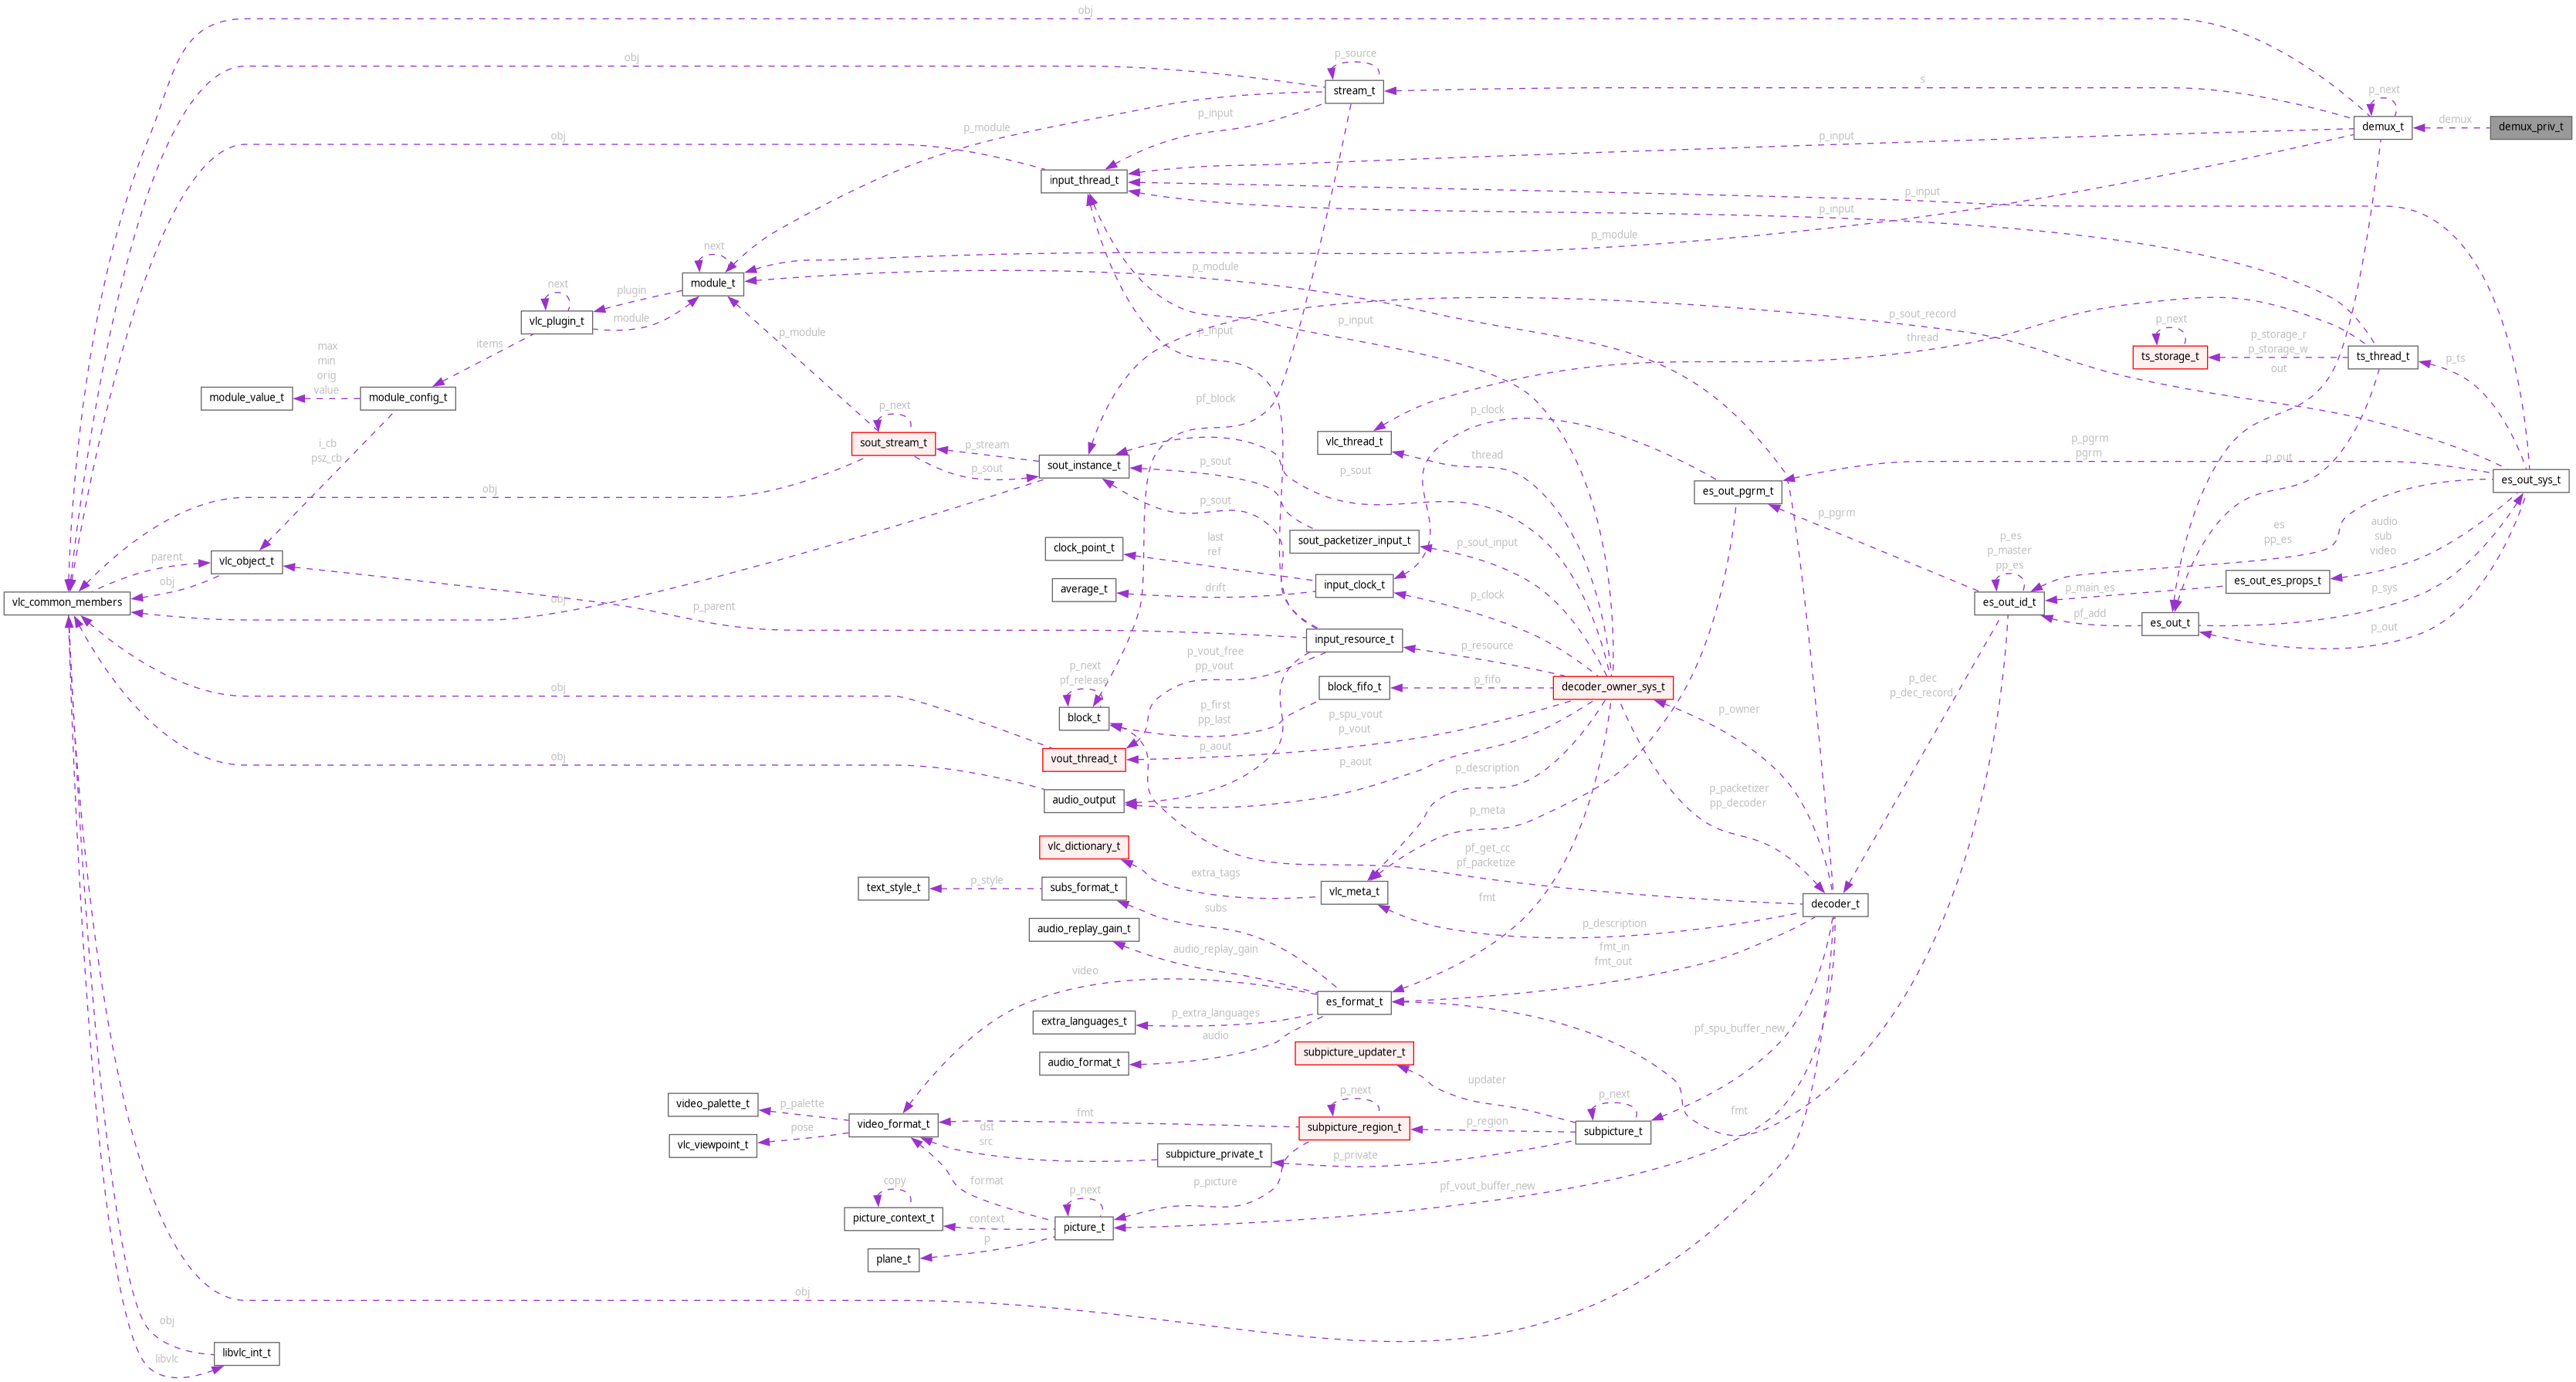 obj
p_source
obj
s
stream_t
p_next
demux
demux_t
demux_priv_t
p_input
p_module
obj
p_input
input_thread_t
p_input
p_input
p_module
next
p_module
module_t
plugin
next
module
vlc_plugin_t
p_module
p_input
p_input
p_sout_record
thread
p_next
p_storage_r
p_storage_w
ts_storage_t
ts_thread_t
p_ts
out
items
max
min
orig
value
module_value_t
module_config_t
pf_block
p_clock
p_next
sout_stream_t
p_stream
p_sout
vlc_thread_t
thread
i_cb
psz_cb
sout_instance_t
p_sout
p_sout
p_pgrm
pgrm
p_out
es_out_sys_t
es_out_pgrm_t
obj
p_sout
p_pgrm
es
pp_es
audio
sub
video
last
ref
clock_point_t
sout_packetizer_input_t
p_sout_input
p_es
p_master
pp_es
parent
vlc_object_t
obj
average_t
drift
input_clock_t
p_clock
p_main_es
es_out_es_props_t
p_sys
vlc_common_members
obj
p_parent
es_out_id_t
pf_add
es_out_t
p_out
input_resource_t
p_resource
p_vout_free
pp_vout
p_next
pf_release
block_fifo_t
p_fifo
decoder_owner_sys_t
p_dec
p_dec_record
obj
block_t
p_first
pp_last
p_spu_vout
p_vout
p_owner
vout_thread_t
p_aout
p_aout
obj
p_description
audio_output
p_packetizer
pp_decoder
p_meta
vlc_dictionary_t
extra_tags
pf_get_cc
pf_packetize
text_style_t
p_style
subs_format_t
vlc_meta_t
fmt
decoder_t
subs
audio_replay_gain_t
audio_replay_gain
p_description
fmt_in
fmt_out
video
es_format_t
extra_languages_t
p_extra_languages
audio
audio_format_t
pf_spu_buffer_new
subpicture_updater_t
updater
p_next
p_next
fmt
video_palette_t
p_palette
video_format_t
fmt
subpicture_region_t
p_region
subpicture_t
vlc_viewpoint_t
pose
dst
src
subpicture_private_t
p_private
copy
format
p_next
p_picture
pf_vout_buffer_new
picture_context_t
context
picture_t
plane_t
p
obj
obj
libvlc_int_t
libvlc